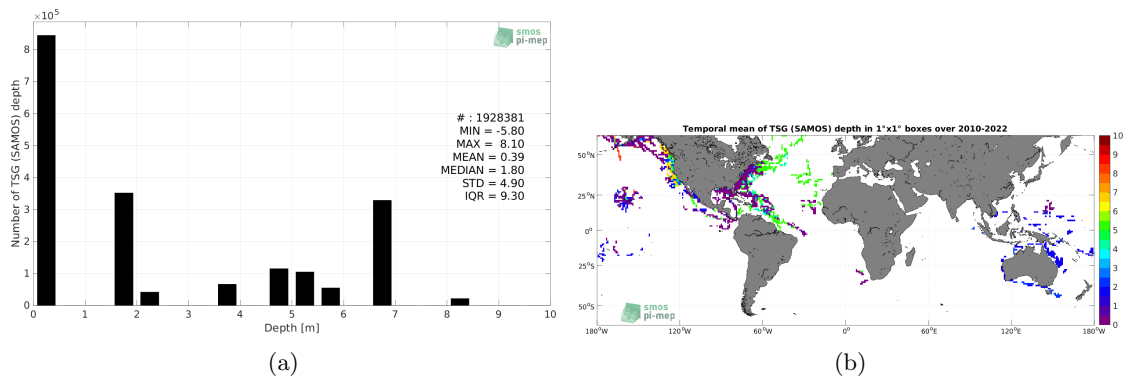 ×10⁵
smos
pi-mep
8
7
6
5
4
3
2
1
0
Number of TSG (SAMOS) depth
# : 1928381
MIN = -5.80
MAX = 8.10
MEAN = 0.39
MEDIAN = 1.80
STD = 4.90
IQR = 9.30
0 1 2 3 4 5 6 7 8 9 10
Depth [m]
(a)
Temporal mean of TSG (SAMOS) depth in 1°x1° boxes over 2010-2022
50°N
25°N
0°
25°S
50°S
smos
pi-mep
180°W 120°W 60°W 0° 60°E 120°E 180°W
10
9
8
7
6
5
4
3
2
1
0
(b)